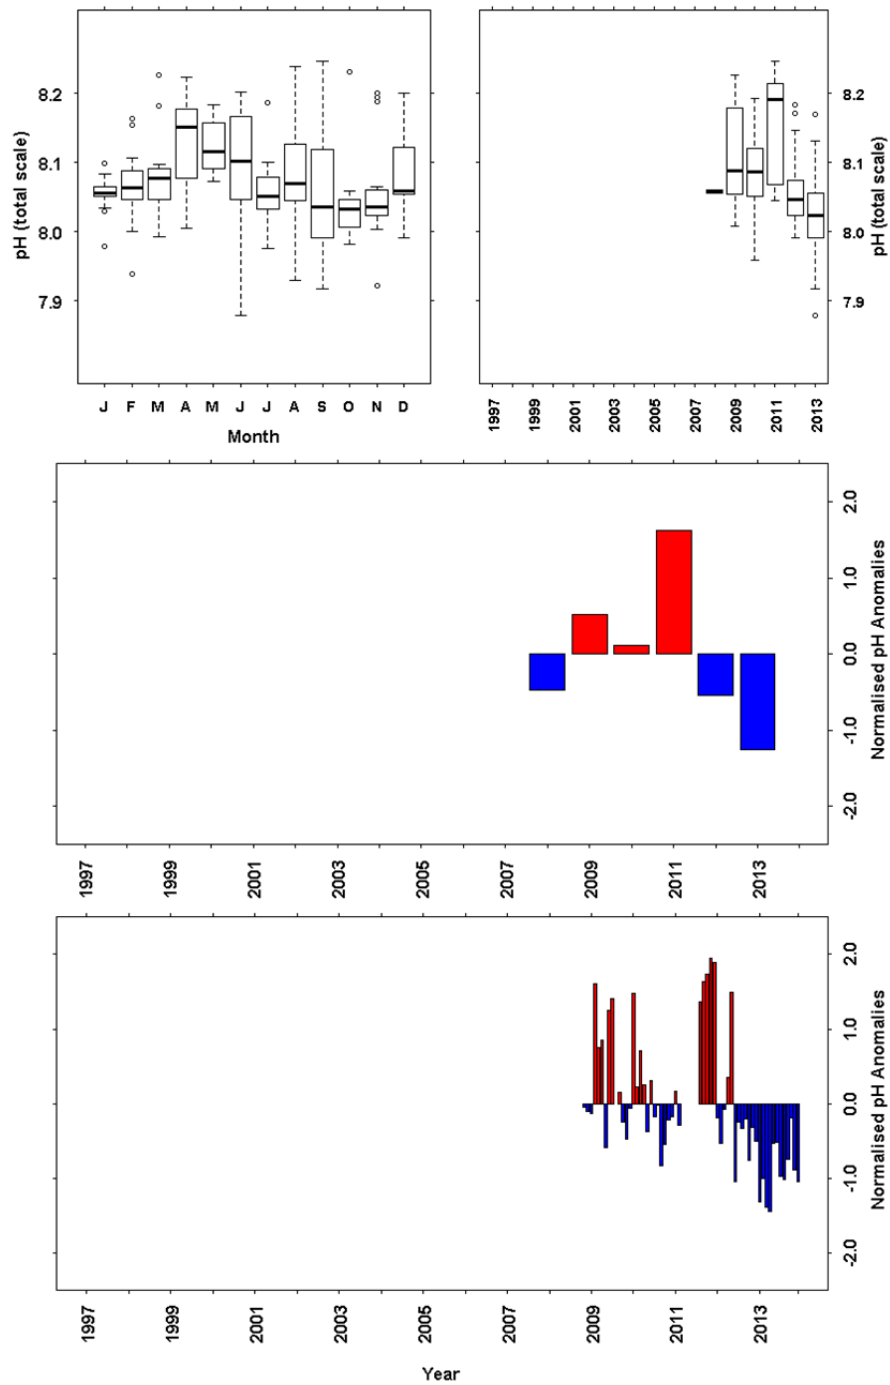 pH (total scale)
8.2
8.1
8.0
7.9
J F M A M J J A S O N D
Month
8.2
8.1
8.0
7.9
pH (total scale)
1997 1999 2001 2003 2005 2007 2009 2011 2013
2.0
1.0
0.0
-1.0
-2.0
Normalised pH Anomalies
1997 1999 2001 2003 2005 2007 2009 2011 2013
2.0
1.0
0.0
-1.0
-2.0
Normalised pH Anomalies
1997 1999 2001 2003 2005 2007 2009 2011 2013
Year